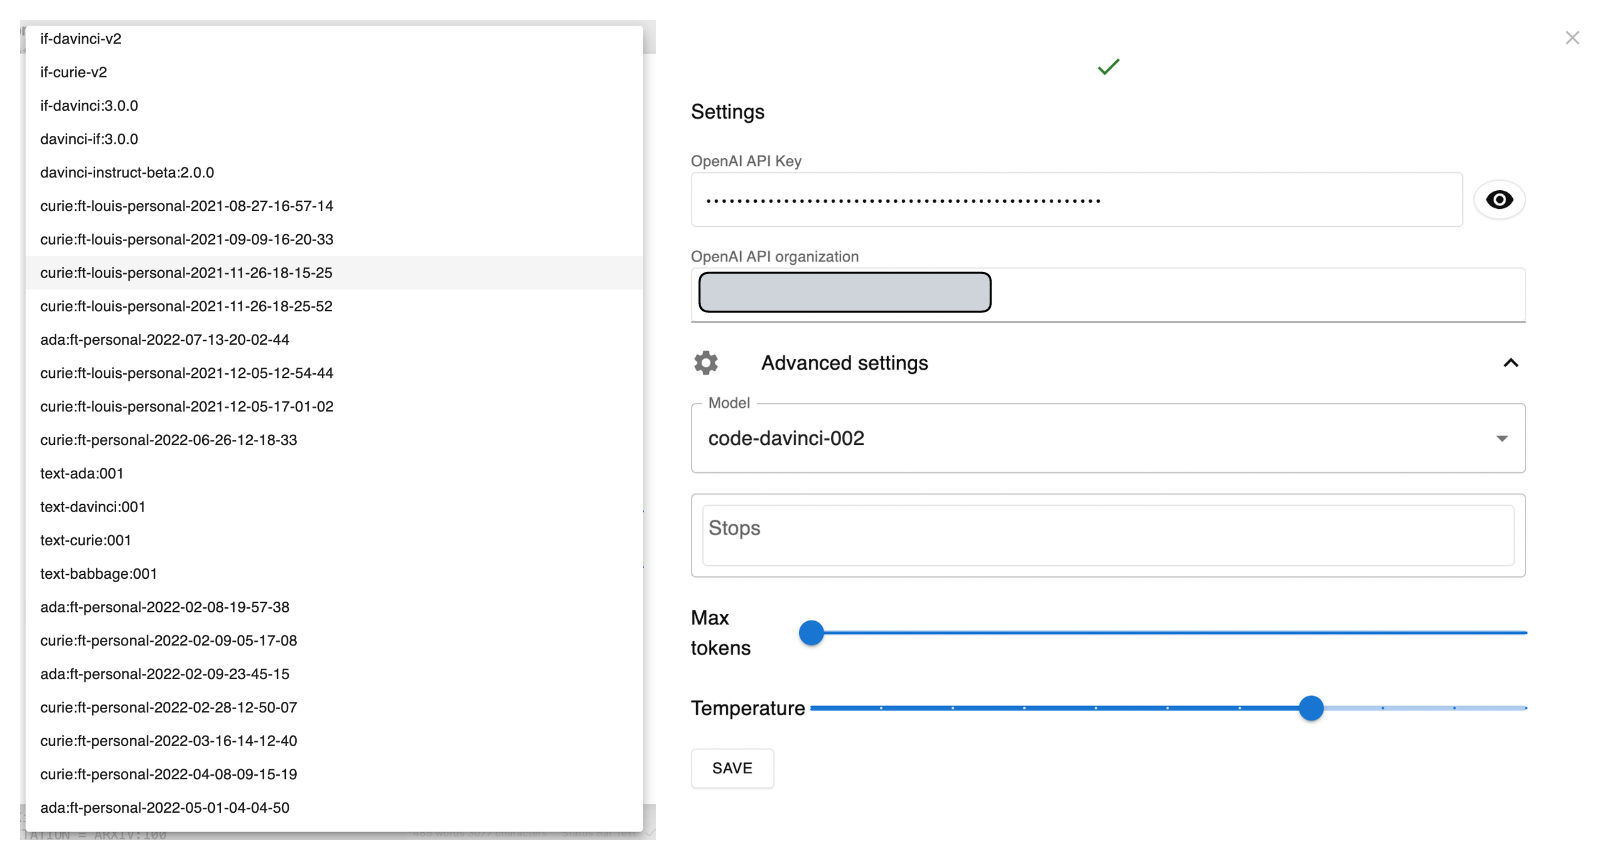 if-davinci-v2
if-curie-v2
if-davinci:3.0.0
davinci-if:3.0.0
davinci-instruct-beta:2.0.0
curie:ft-louis-personal-2021-08-27-16-57-14
curie:ft-louis-personal-2021-09-09-16-20-33
curie:ft-louis-personal-2021-11-26-18-15-25
curie:ft-louis-personal-2021-11-26-18-25-52
ada:ft-personal-2022-07-13-20-02-44
curie:ft-louis-personal-2021-12-05-12-54-44
curie:ft-louis-personal-2021-12-05-17-01-02
curie:ft-personal-2022-06-26-12-18-33
text-ada:001
text-davinci:001
text-curie:001
text-babbage:001
ada:ft-personal-2022-02-08-19-57-38
curie:ft-personal-2022-02-09-05-17-08
ada:ft-personal-2022-02-09-23-45-15
curie:ft-personal-2022-02-28-12-50-07
curie:ft-personal-2022-03-16-14-12-40
curie:ft-personal-2022-04-08-09-15-19
ada:ft-personal-2022-05-01-04-04-50
Settings
OpenAI API Key
OpenAI API organization
Advanced settings
Model
code-davinci-002
Stops
Max
tokens
Temperature
SAVE